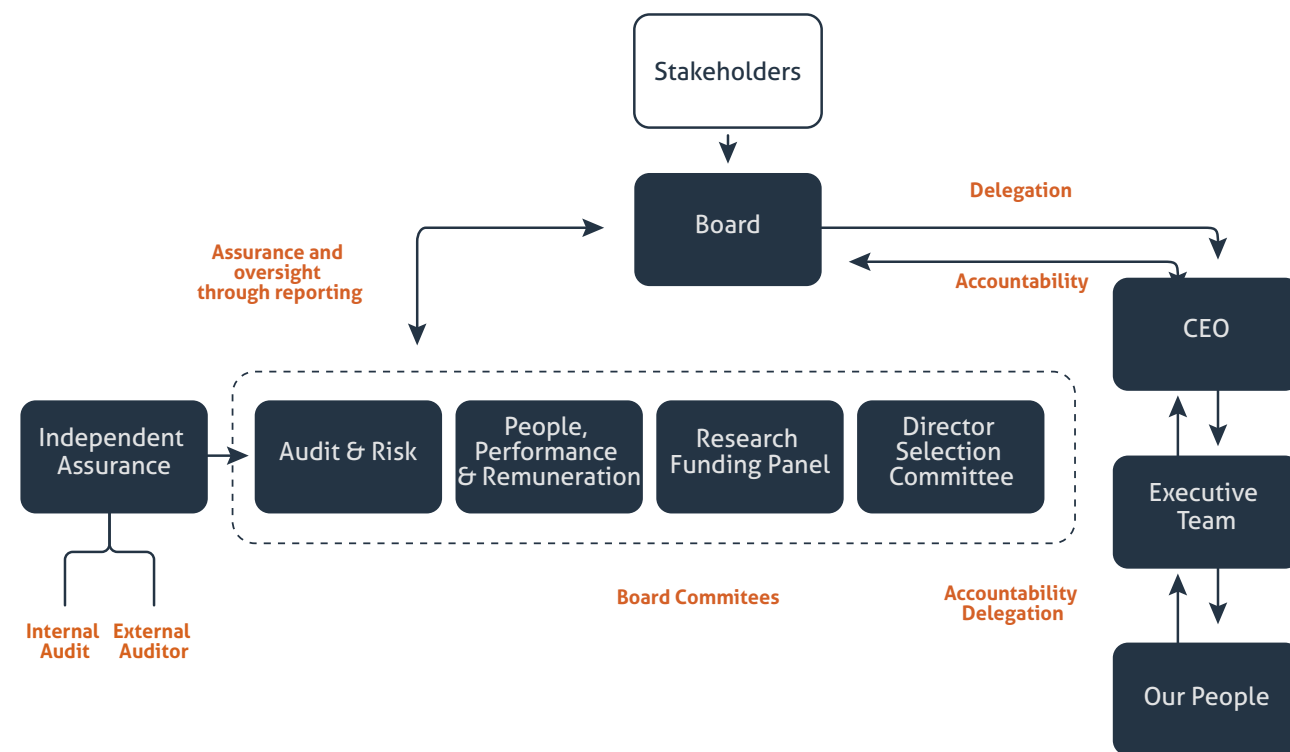 Stakeholders
Board
Delegation
Assurance and
oversight
through reporting
Accountability
CEO
Independent
Assurance
Audit & Risk
People,
Performance
& Remuneration
Research
Funding Panel
Director
Selection
Committee
Executive
Team
Board Commitees
Accountability
Delegation
Internal
Audit
External
Auditor
Our People